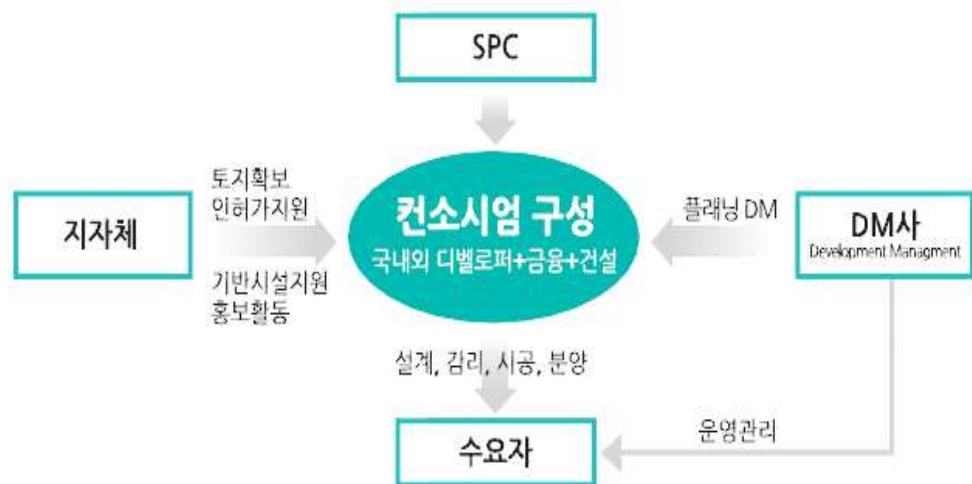 SPC
토지확보
인허가지원
지자체
기반시설지원
홍보활동
컨소시엄 구성
국내외 디벨로퍼+금융+건설
플래닝 DM
DM사
Development Managment
설계, 감리, 시공, 분양
수요자
운영관리